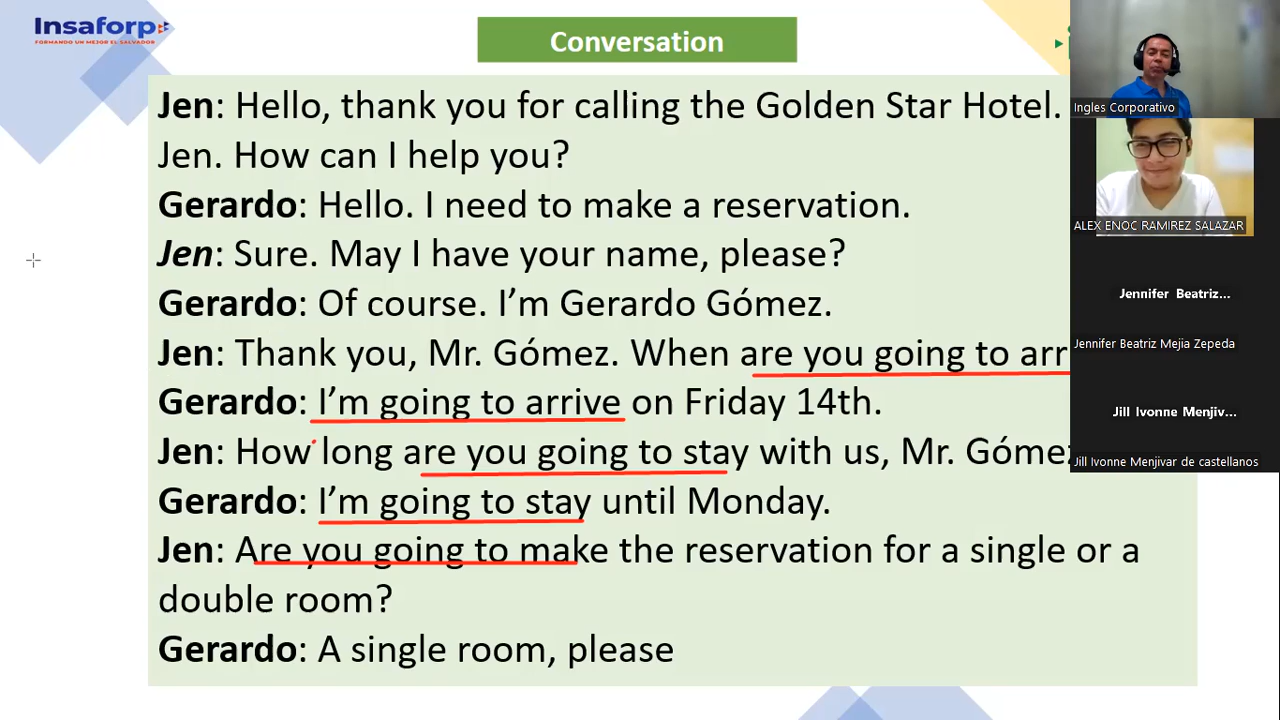 Insaforp
FORMANDO UN MEJOR EL SALVADOR
Conversation
Jen: Hello, thank you for calling the Golden Star Hotel.
Jen. How can I help you?
Gerardo: Hello. I need to make a reservation.
Jen: Sure. May I have your name, please?
Gerardo: Of course. I'm Gerardo Gómez.
Jen: Thank you, Mr. Gómez. When are you going to arr
Gerardo: I'm going to arrive on Friday 14th.
Jen: How long are you going to stay with us, Mr. Gómez
Gerardo: I'm going to stay until Monday.
Jen: Are you going to make the reservation for a single or a
double room?
Gerardo: A single room, please
Ingles Corporativo
ALEX ENOC RAMIREZ SALAZAR
Jennifer Beatriz...
Jennifer Beatriz Mejia Zepeda
Jill Ivonne Menjiv...
Jill Ivonne Menjivar de castellanos